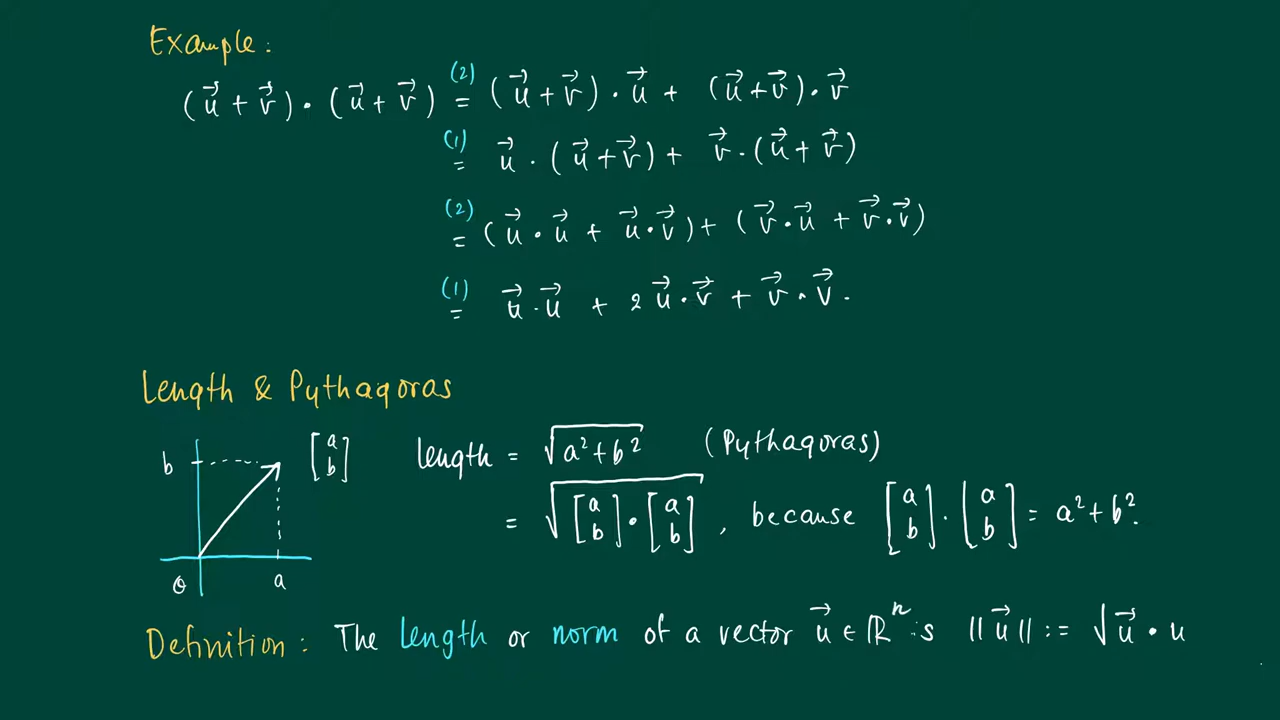 Example:
(u⃗ + v⃗) · (u⃗ + v⃗) (2)= (u⃗ + v⃗) · u⃗ + (u⃗ + v⃗) · v⃗
(1)= u⃗ · (u⃗ + v⃗) + v⃗ · (u⃗ + v⃗)
(2)= (u⃗ · u⃗ + u⃗ · v⃗) + (v⃗ · u⃗ + v⃗ · v⃗)
(1)= u⃗ · u⃗ + 2 u⃗ · v⃗ + v⃗ · v⃗.
Length & Pythagoras
b [a b] length = √(a² + b²) (Pythagoras)
= √([a b] · [a b]), because [a b] · [a b] = a² + b².
0 a
Definition: The length or norm of a vector u⃗ ∈ ℝⁿ is ||u⃗|| := √u⃗ · u